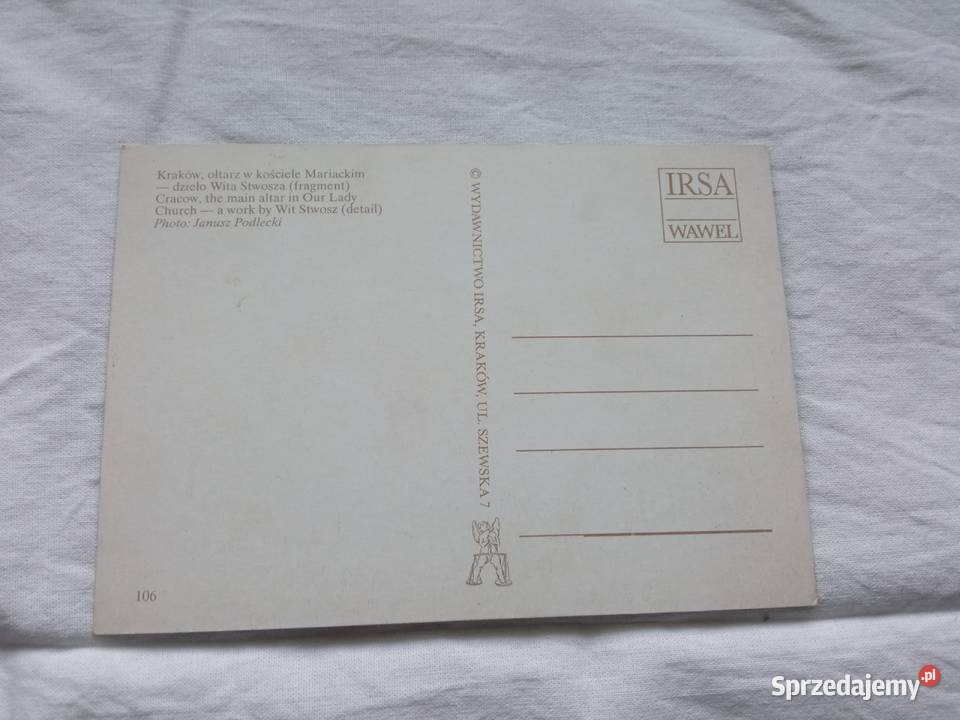 Kraków, ołtarz w kościele Mariackim
— dzieło Wita Stwosza (fragment)
Cracow, the main altar in Our Lady
Church — a work by Wit Stwosz (detail)
Photo: Janusz Podlecki
© WYDAWNICTWO IRSA, KRAKÓW, UL. SZEWSKA 7
IRSA
WAWEL
106
Sprzedajemy.pl